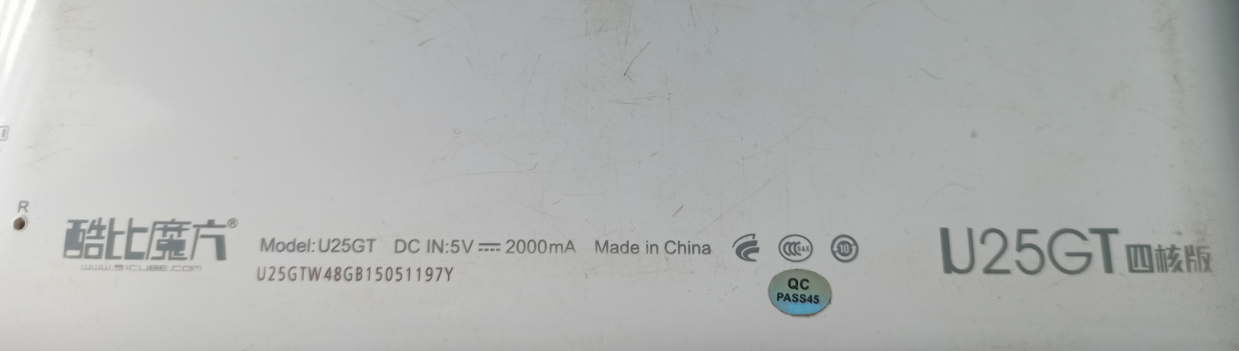 R
酷比魔方®
www.51CUBE.COM
Model:U25GT DC IN:5V ⎓ 2000mA Made in China
U25GTW48GB15051197Y
10
QC
PASS45
U25GT四核版